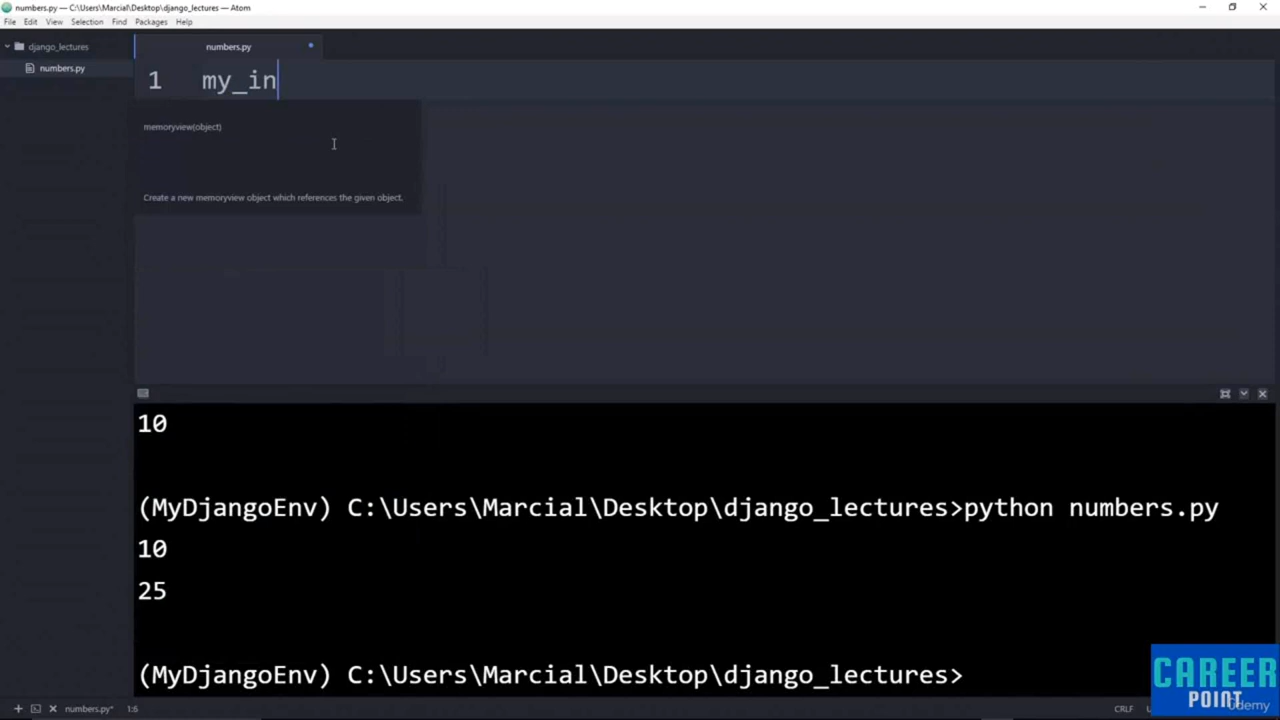 numbers.py — C:\Users\Marcial\Desktop\django_lectures — Atom
File Edit View Selection Find Packages Help
django_lectures
numbers.py
numbers.py
1 my_in
memoryview(object)
Create a new memoryview object which references the given object.
10
(MyDjangoEnv) C:\Users\Marcial\Desktop\django_lectures>python numbers.py
10
25
(MyDjangoEnv) C:\Users\Marcial\Desktop\django_lectures>
numbers.py* 1:6
CRLF
CAREER
POINT
Udemy